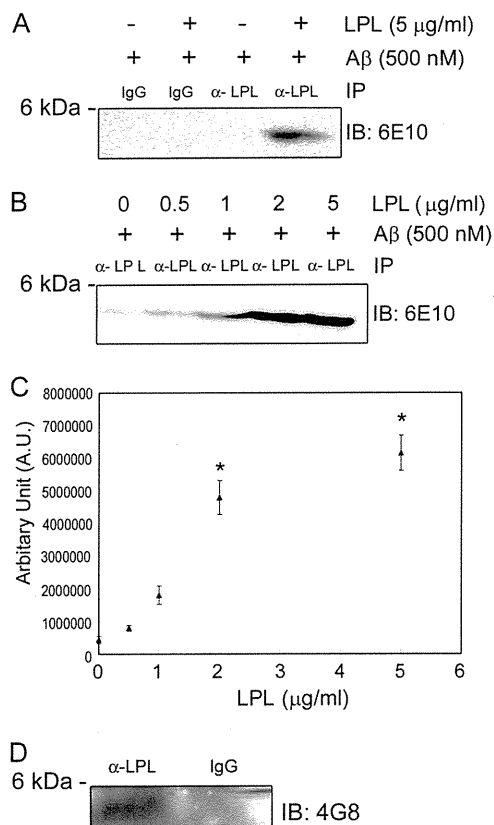 A
- + - + LPL (5 µg/ml)
+ + + + Aβ (500 nM)
IgG IgG α- LPL α-LPL IP
6 kDa -
IB: 6E10
B
0 0.5 1 2 5 LPL (µg/ml)
+ + + + + Aβ (500 nM)
α- LP L α-LPL α- LPL α- LPL α- LPL IP
6 kDa -
IB: 6E10
C
8000000
7000000
6000000
5000000
4000000
3000000
2000000
1000000
0
Arbitary Unit (A.U.)
* *
0 1 2 3 4 5 6
LPL (µg/ml)
D
α-LPL IgG
6 kDa -
IB: 4G8